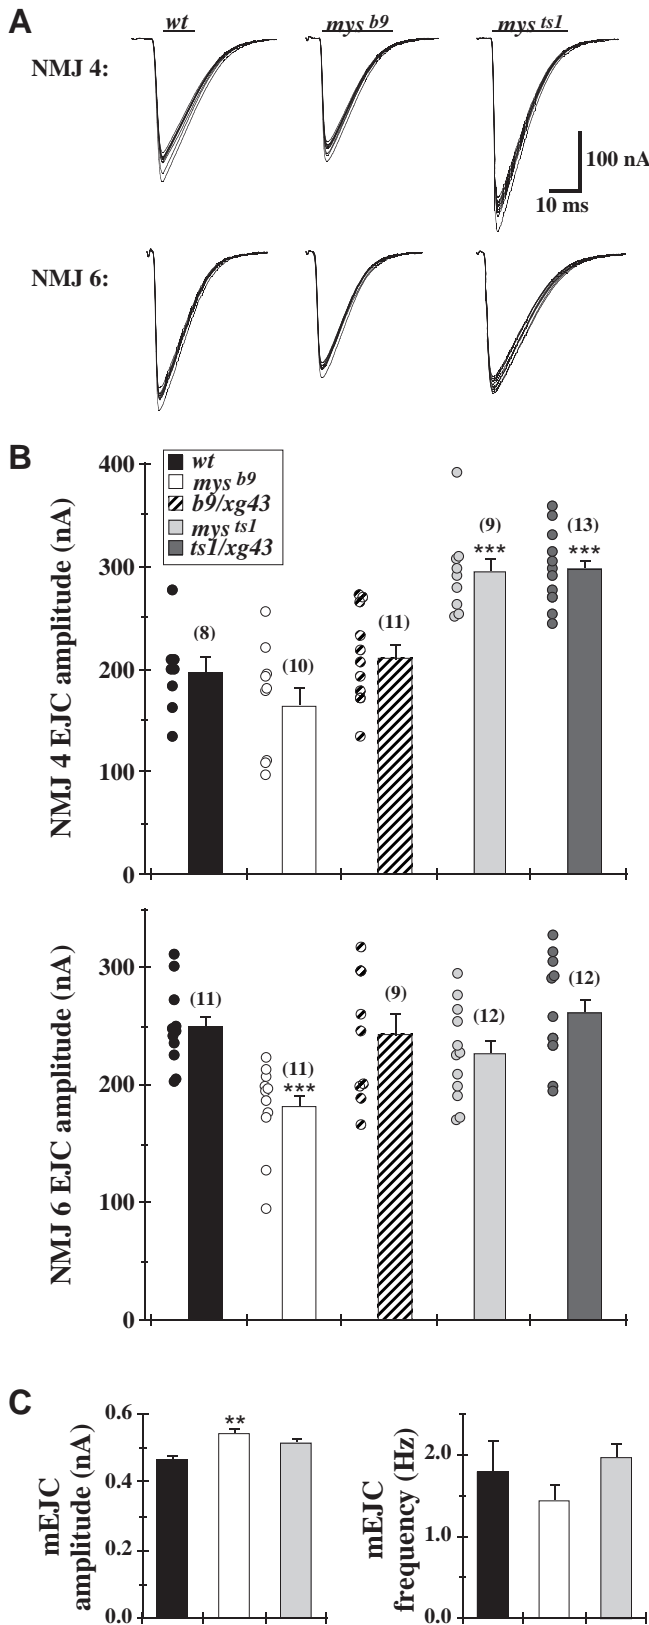 A
wt
mys b9
mys ts1
NMJ 4:
100 nA
10 ms
NMJ 6:
B
wt
mys b9
b9/xg43
mys ts1
ts1/xg43
NMJ 4 EJC amplitude (nA)
400
300
200
100
0
(8)
(10)
(11)
(9)
***
(13)
***
NMJ 6 EJC amplitude (nA)
300
200
100
0
(11)
(11)
***
(9)
(12)
(12)
C
mEJC
amplitude (nA)
0.6
0.4
0.2
0.0
**
mEJC
frequency (Hz)
2.0
1.0
0.0